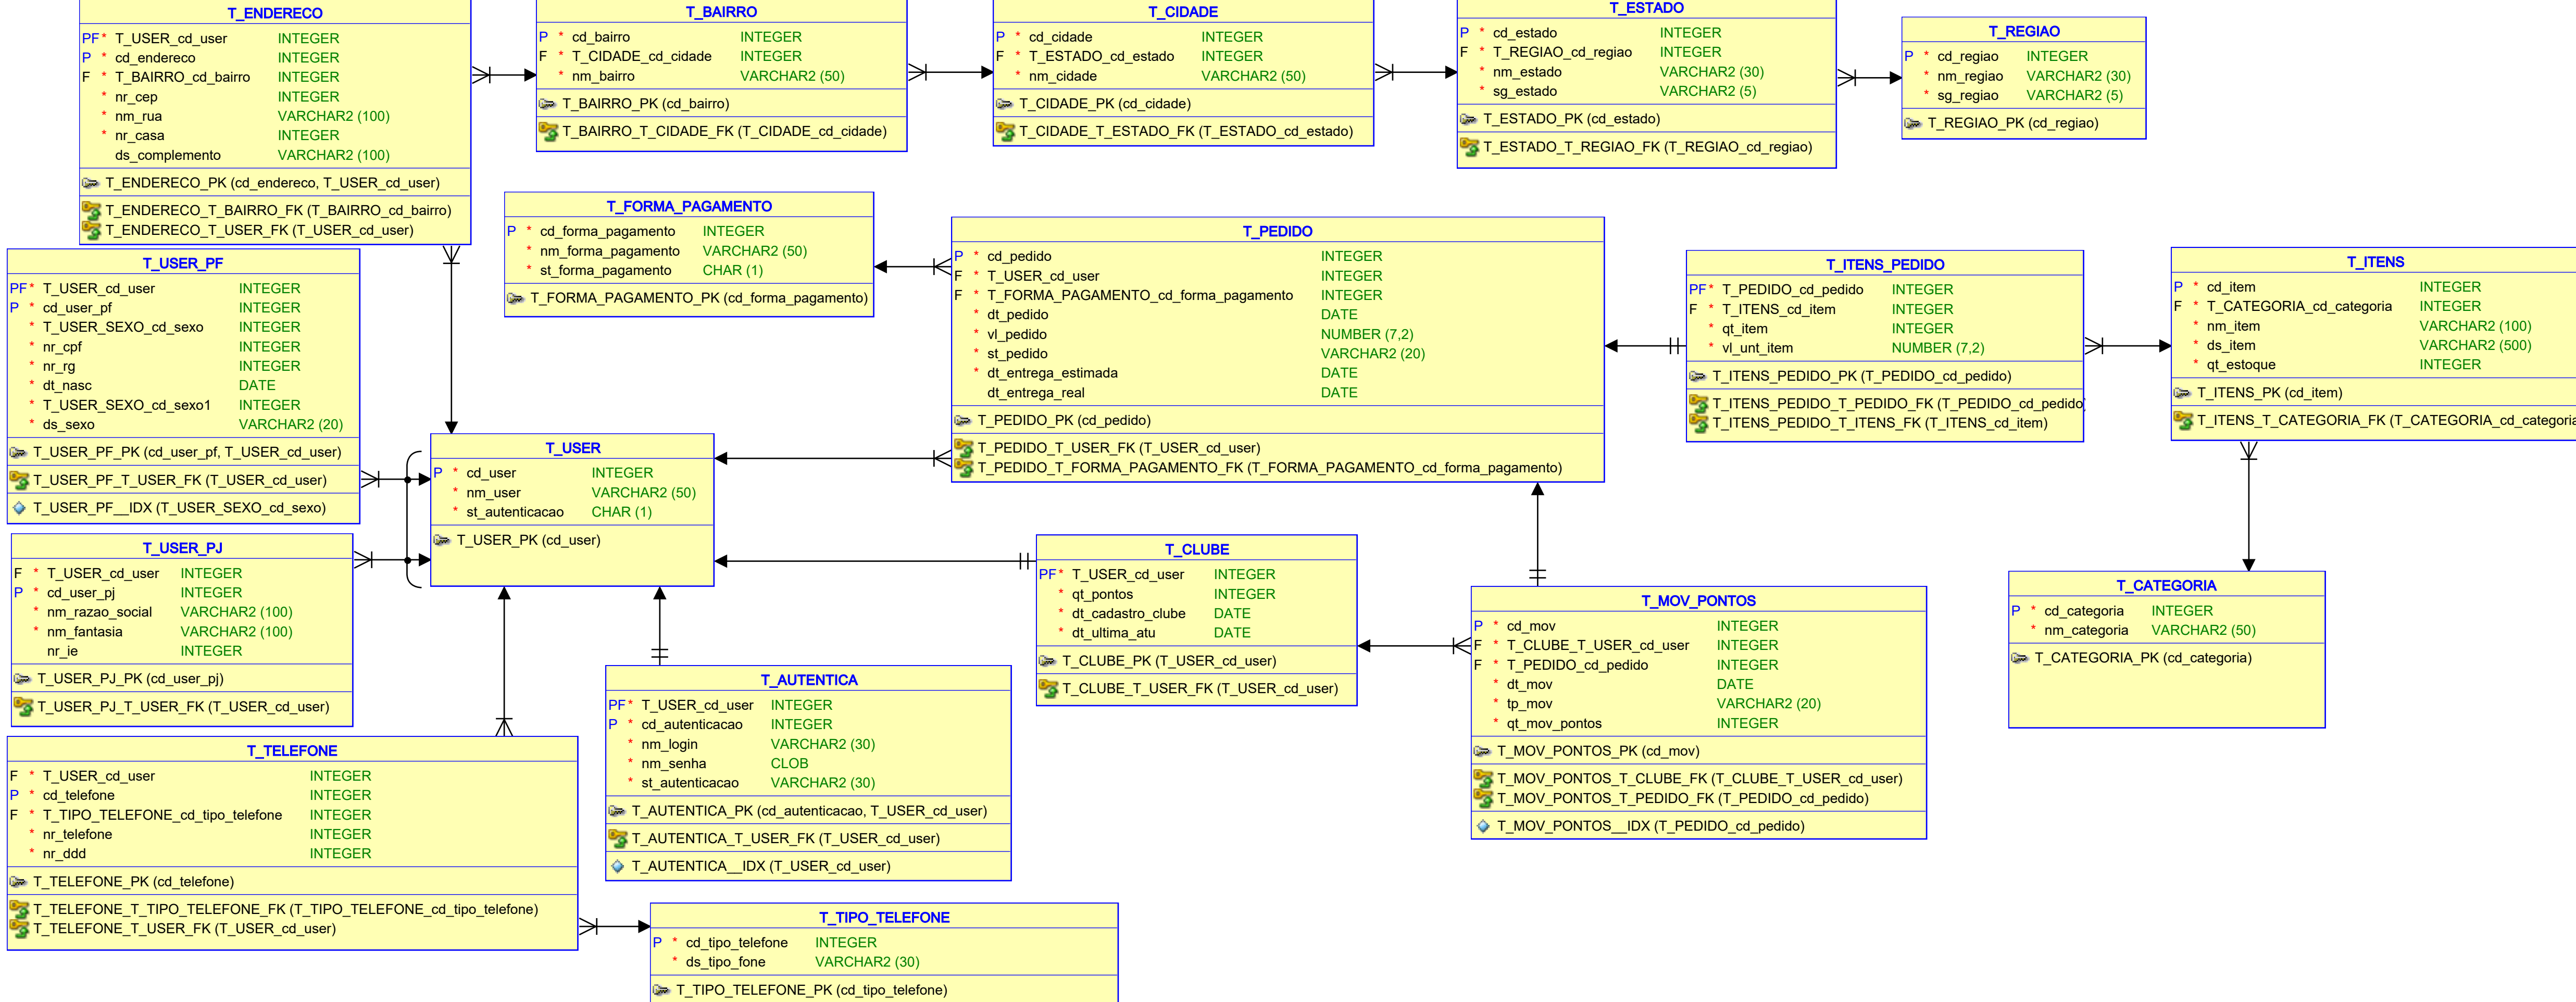 T_ENDERECO
PF* T_USER_cd_user INTEGER
P * cd_endereco INTEGER
F * T_BAIRRO_cd_bairro INTEGER
* nr_cep INTEGER
* nm_rua VARCHAR2 (100)
* nr_casa INTEGER
ds_complemento VARCHAR2 (100)
T_ENDERECO_PK (cd_endereco, T_USER_cd_user)
T_ENDERECO_T_BAIRRO_FK (T_BAIRRO_cd_bairro)
T_ENDERECO_T_USER_FK (T_USER_cd_user)
T_BAIRRO
P * cd_bairro INTEGER
F * T_CIDADE_cd_cidade INTEGER
* nm_bairro VARCHAR2 (50)
T_BAIRRO_PK (cd_bairro)
T_BAIRRO_T_CIDADE_FK (T_CIDADE_cd_cidade)
T_CIDADE
P * cd_cidade INTEGER
F * T_ESTADO_cd_estado INTEGER
* nm_cidade VARCHAR2 (50)
T_CIDADE_PK (cd_cidade)
T_CIDADE_T_ESTADO_FK (T_ESTADO_cd_estado)
T_ESTADO
P * cd_estado INTEGER
F * T_REGIAO_cd_regiao INTEGER
* nm_estado VARCHAR2 (30)
* sg_estado VARCHAR2 (5)
T_ESTADO_PK (cd_estado)
T_ESTADO_T_REGIAO_FK (T_REGIAO_cd_regiao)
T_REGIAO
P * cd_regiao INTEGER
* nm_regiao VARCHAR2 (30)
* sg_regiao VARCHAR2 (5)
T_REGIAO_PK (cd_regiao)
T_USER_PF
PF* T_USER_cd_user INTEGER
P * cd_user_pf INTEGER
* T_USER_SEXO_cd_sexo INTEGER
* nr_cpf INTEGER
* nr_rg INTEGER
* dt_nasc DATE
* T_USER_SEXO_cd_sexo1 INTEGER
* ds_sexo VARCHAR2 (20)
T_USER_PF_PK (cd_user_pf, T_USER_cd_user)
T_USER_PF_T_USER_FK (T_USER_cd_user)
T_USER_PF__IDX (T_USER_SEXO_cd_sexo)
T_FORMA_PAGAMENTO
P * cd_forma_pagamento INTEGER
* nm_forma_pagamento VARCHAR2 (50)
* st_forma_pagamento CHAR (1)
T_FORMA_PAGAMENTO_PK (cd_forma_pagamento)
T_PEDIDO
P * cd_pedido INTEGER
F * T_USER_cd_user INTEGER
F * T_FORMA_PAGAMENTO_cd_forma_pagamento INTEGER
* dt_pedido DATE
* vl_pedido NUMBER (7,2)
* st_pedido VARCHAR2 (20)
* dt_entrega_estimada DATE
dt_entrega_real DATE
T_PEDIDO_PK (cd_pedido)
T_PEDIDO_T_USER_FK (T_USER_cd_user)
T_PEDIDO_T_FORMA_PAGAMENTO_FK (T_FORMA_PAGAMENTO_cd_forma_pagamento)
T_ITENS_PEDIDO
PF* T_PEDIDO_cd_pedido INTEGER
F * T_ITENS_cd_item INTEGER
* qt_item INTEGER
* vl_unt_item NUMBER (7,2)
T_ITENS_PEDIDO_PK (T_PEDIDO_cd_pedido)
T_ITENS_PEDIDO_T_PEDIDO_FK (T_PEDIDO_cd_pedido
T_ITENS_PEDIDO_T_ITENS_FK (T_ITENS_cd_item)
T_ITENS
P * cd_item INTEGER
F * T_CATEGORIA_cd_categoria INTEGER
* nm_item VARCHAR2 (100)
* ds_item VARCHAR2 (500)
* qt_estoque INTEGER
T_ITENS_PK (cd_item)
T_ITENS_T_CATEGORIA_FK (T_CATEGORIA_cd_categoria
T_USER
P * cd_user INTEGER
* nm_user VARCHAR2 (50)
* st_autenticacao CHAR (1)
T_USER_PK (cd_user)
T_USER_PJ
F * T_USER_cd_user INTEGER
P * cd_user_pj INTEGER
* nm_razao_social VARCHAR2 (100)
* nm_fantasia VARCHAR2 (100)
nr_ie INTEGER
T_USER_PJ_PK (cd_user_pj)
T_USER_PJ_T_USER_FK (T_USER_cd_user)
T_CLUBE
PF* T_USER_cd_user INTEGER
* qt_pontos INTEGER
* dt_cadastro_clube DATE
* dt_ultima_atu DATE
T_CLUBE_PK (T_USER_cd_user)
T_CLUBE_T_USER_FK (T_USER_cd_user)
T_MOV_PONTOS
P * cd_mov INTEGER
F * T_CLUBE_T_USER_cd_user INTEGER
F * T_PEDIDO_cd_pedido INTEGER
* dt_mov DATE
* tp_mov VARCHAR2 (20)
* qt_mov_pontos INTEGER
T_MOV_PONTOS_PK (cd_mov)
T_MOV_PONTOS_T_CLUBE_FK (T_CLUBE_T_USER_cd_user)
T_MOV_PONTOS_T_PEDIDO_FK (T_PEDIDO_cd_pedido)
T_MOV_PONTOS__IDX (T_PEDIDO_cd_pedido)
T_CATEGORIA
P * cd_categoria INTEGER
* nm_categoria VARCHAR2 (50)
T_CATEGORIA_PK (cd_categoria)
T_AUTENTICA
PF* T_USER_cd_user INTEGER
P * cd_autenticacao INTEGER
* nm_login VARCHAR2 (30)
* nm_senha CLOB
* st_autenticacao VARCHAR2 (30)
T_AUTENTICA_PK (cd_autenticacao, T_USER_cd_user)
T_AUTENTICA_T_USER_FK (T_USER_cd_user)
T_AUTENTICA__IDX (T_USER_cd_user)
T_TELEFONE
F * T_USER_cd_user INTEGER
P * cd_telefone INTEGER
F * T_TIPO_TELEFONE_cd_tipo_telefone INTEGER
* nr_telefone INTEGER
* nr_ddd INTEGER
T_TELEFONE_PK (cd_telefone)
T_TELEFONE_T_TIPO_TELEFONE_FK (T_TIPO_TELEFONE_cd_tipo_telefone)
T_TELEFONE_T_USER_FK (T_USER_cd_user)
T_TIPO_TELEFONE
P * cd_tipo_telefone INTEGER
* ds_tipo_fone VARCHAR2 (30)
T_TIPO_TELEFONE_PK (cd_tipo_telefone)